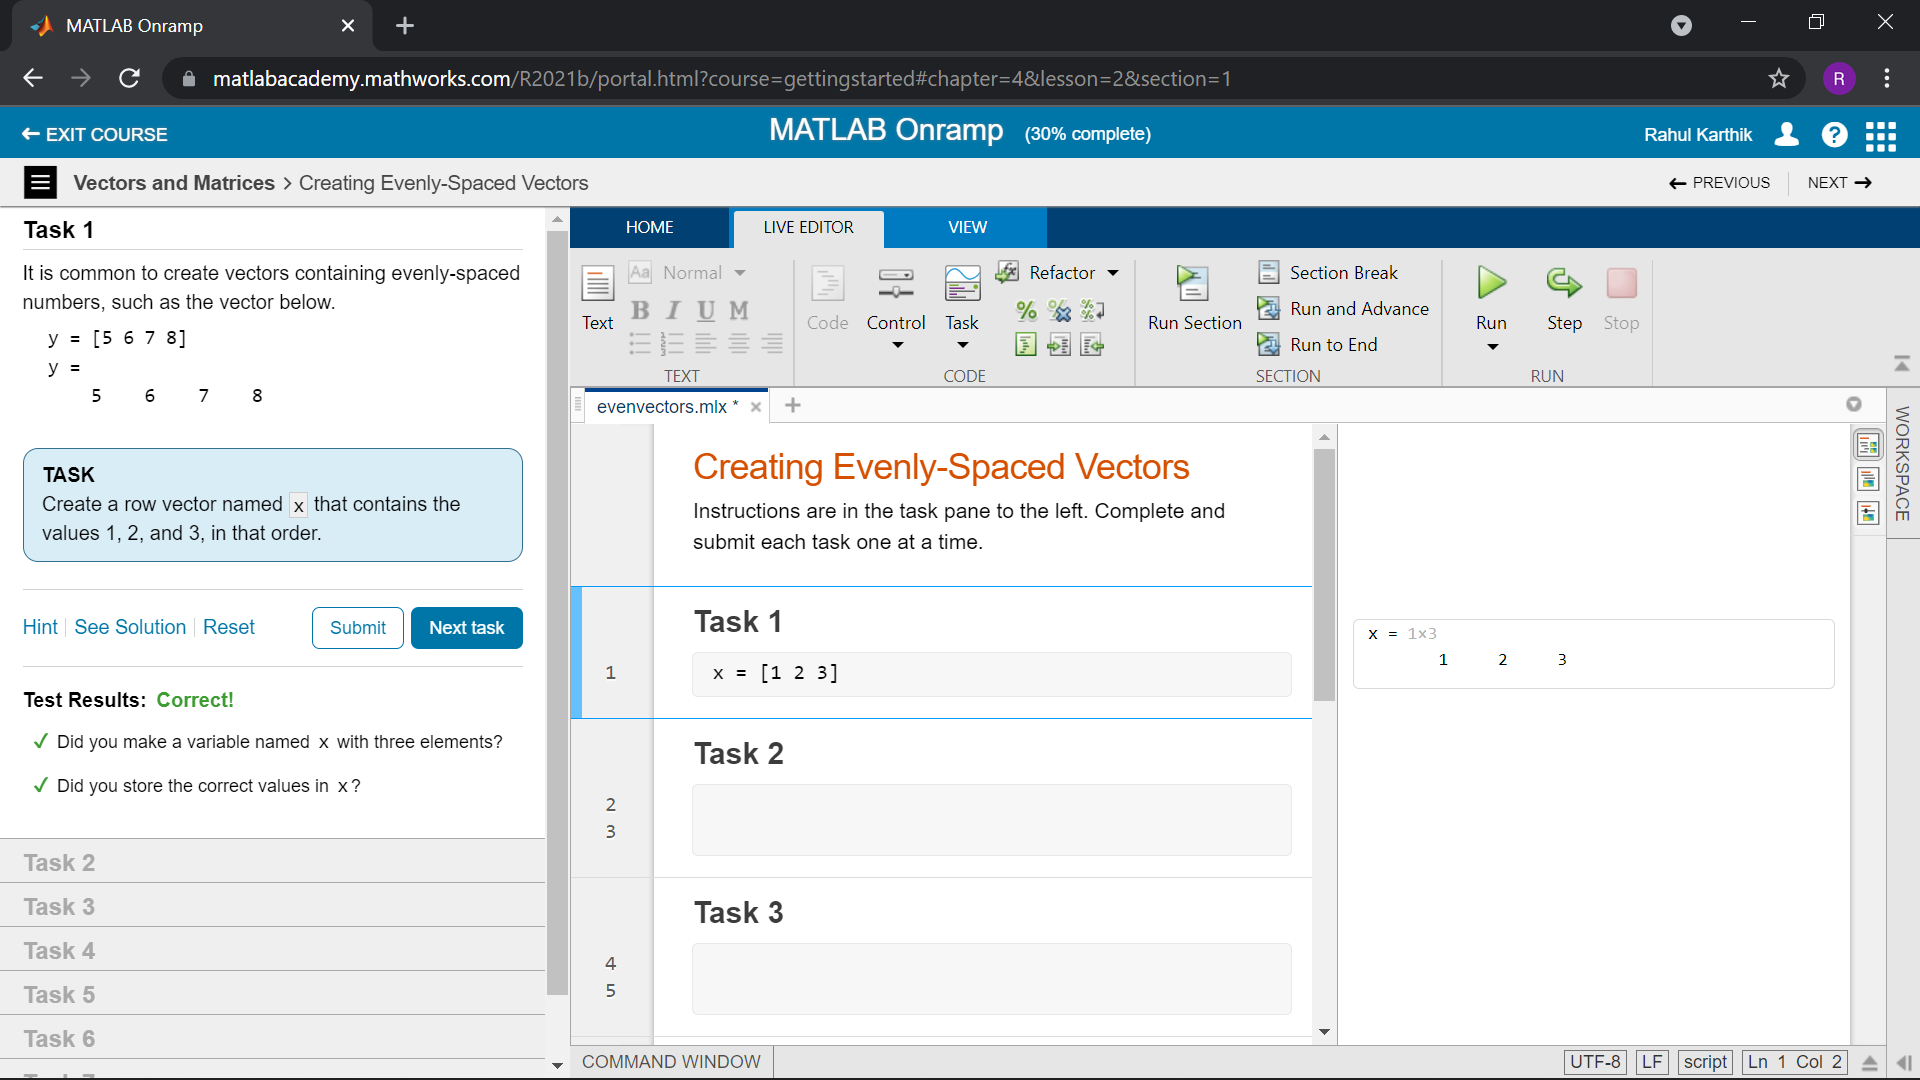 MATLAB Onramp
matlabacademy.mathworks.com/R2021b/portal.html?course=gettingstarted#chapter=4&lesson=2&section=1
R
EXIT COURSE
MATLAB Onramp (30% complete)
Rahul Karthik
?
Vectors and Matrices > Creating Evenly-Spaced Vectors
PREVIOUS
NEXT
Task 1
It is common to create vectors containing evenly-spaced
numbers, such as the vector below.
y = [5 6 7 8]
y =
5 6 7 8
TASK
Create a row vector named x that contains the
values 1, 2, and 3, in that order.
Hint
See Solution
Reset
Submit
Next task
Test Results: Correct!
✓ Did you make a variable named x with three elements?
✓ Did you store the correct values in x?
Task 2
Task 3
Task 4
Task 5
Task 6
HOME
LIVE EDITOR
VIEW
Text
Aa Normal
B I U M
TEXT
Code
Control
Task
Refactor
CODE
Run Section
Section Break
Run and Advance
Run to End
SECTION
Run
Step
Stop
RUN
evenvectors.mlx *
Creating Evenly-Spaced Vectors
Instructions are in the task pane to the left. Complete and
submit each task one at a time.
Task 1
1 x = [1 2 3]
Task 2
2
3
Task 3
4
5
x = 1×3
1 2 3
WORKSPACE
COMMAND WINDOW
UTF-8
LF
script
Ln 1 Col 2